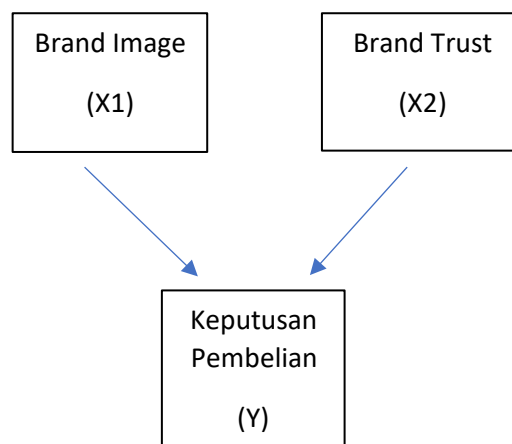 Brand Image
(X1)
Brand Trust
(X2)
Keputusan
Pembelian
(Y)